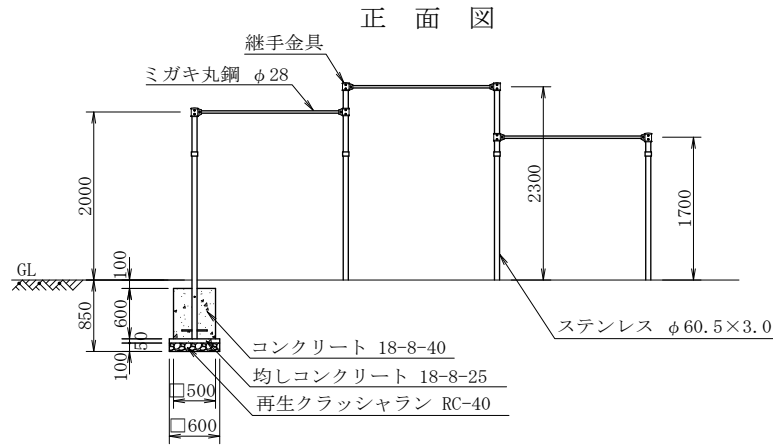 正面図
継手金具
ミガキ丸鋼 φ28
2000
2300
1700
GL
100
850
600
50
100
ステンレス φ60.5×3.0
コンクリート 18-8-40
均しコンクリート 18-8-25
□500
再生クラッシャラン RC-40
□600